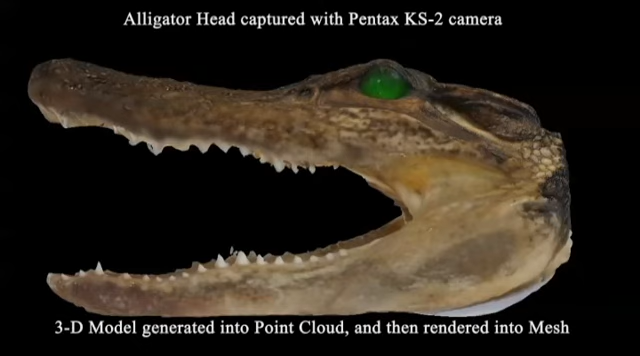 Alligator Head captured with Pentax KS-2 camera
3-D Model generated into Point Cloud, and then rendered into Mesh